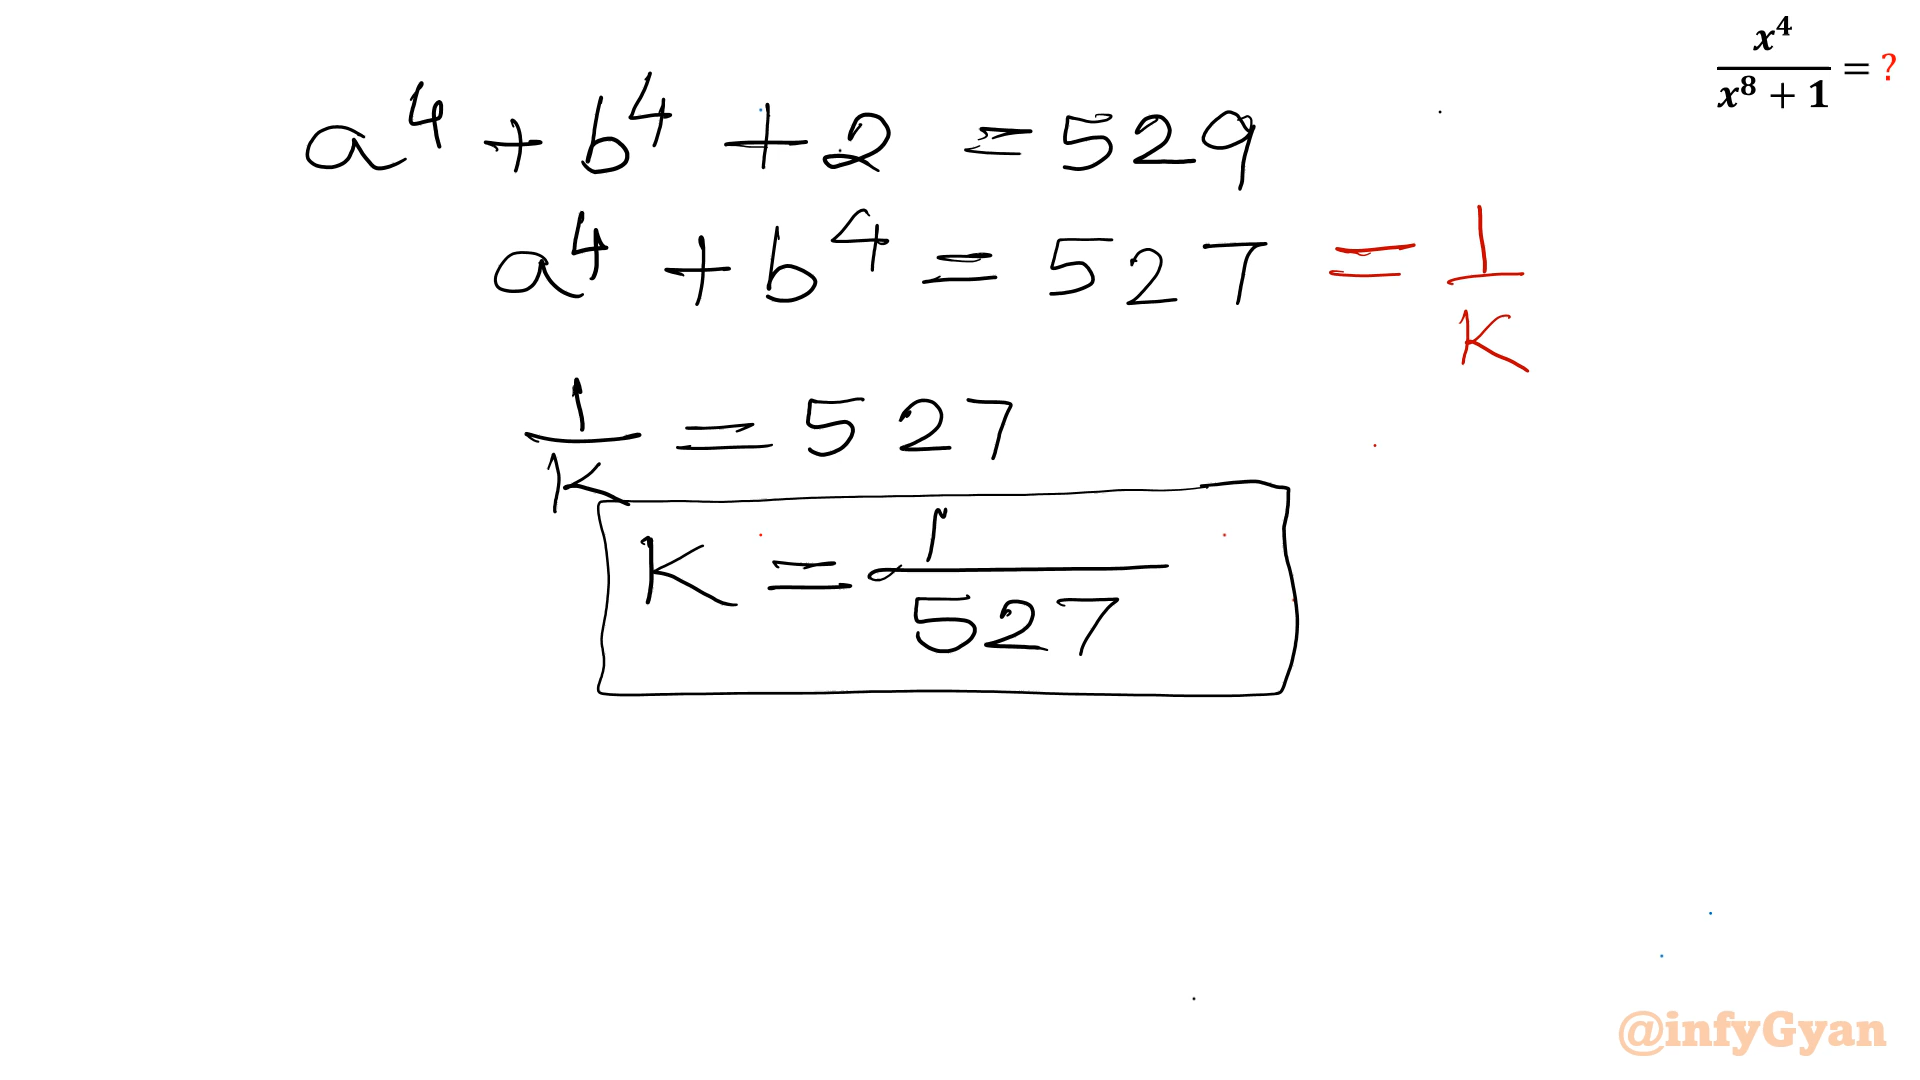 x⁴/(x⁸ + 1) = ?
a⁴ + b⁴ + 2 = 529
a⁴ + b⁴ = 527 = 1/K
1/K = 527
K = 1/527
@infyGyan